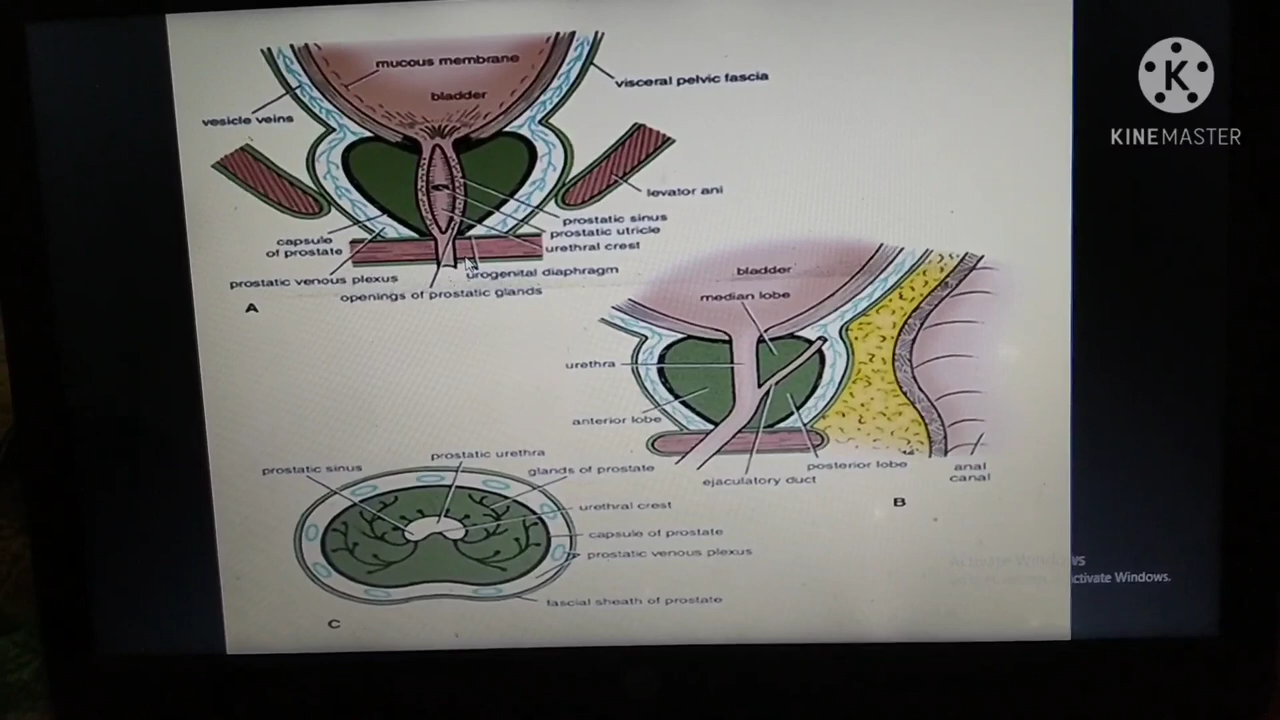 mucous membrane
bladder
visceral pelvic fascia
vesicle veins
levator ani
prostatic sinus
prostatic utricle
urethral crest
capsule
of prostate
urogenital diaphragm
prostatic venous plexus
openings of prostatic glands
A
bladder
median lobe
urethra
anterior lobe
posterior lobe
ejaculatory duct
anal
canal
B
prostatic urethra
prostatic sinus
glands of prostate
urethral crest
capsule of prostate
prostatic venous plexus
fascial sheath of prostate
C
K
KINEMASTER